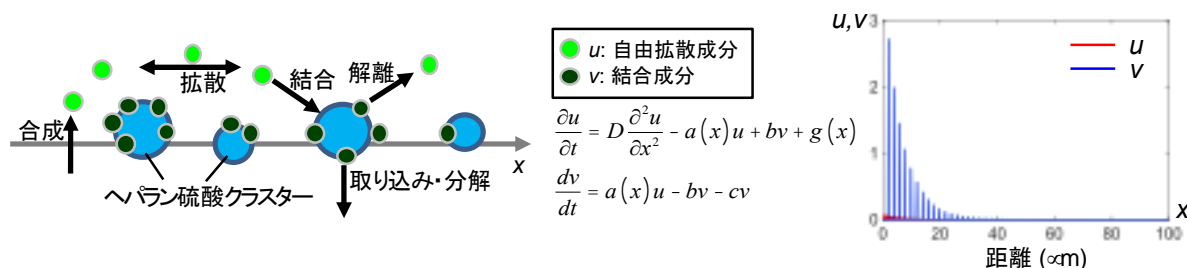 合成
拡散
結合
解離
x
ヘパラン硫酸クラスター
取り込み・分解
u: 自由拡散成分
v: 結合成分
∂u/∂t = D ∂²u/∂x² - a(x)u + bv + g(x)
dv/dt = a(x)u - bv - cv
u,v
3
2
1
0
u
v
0 20 40 60 80 100
x
距離 (∝m)